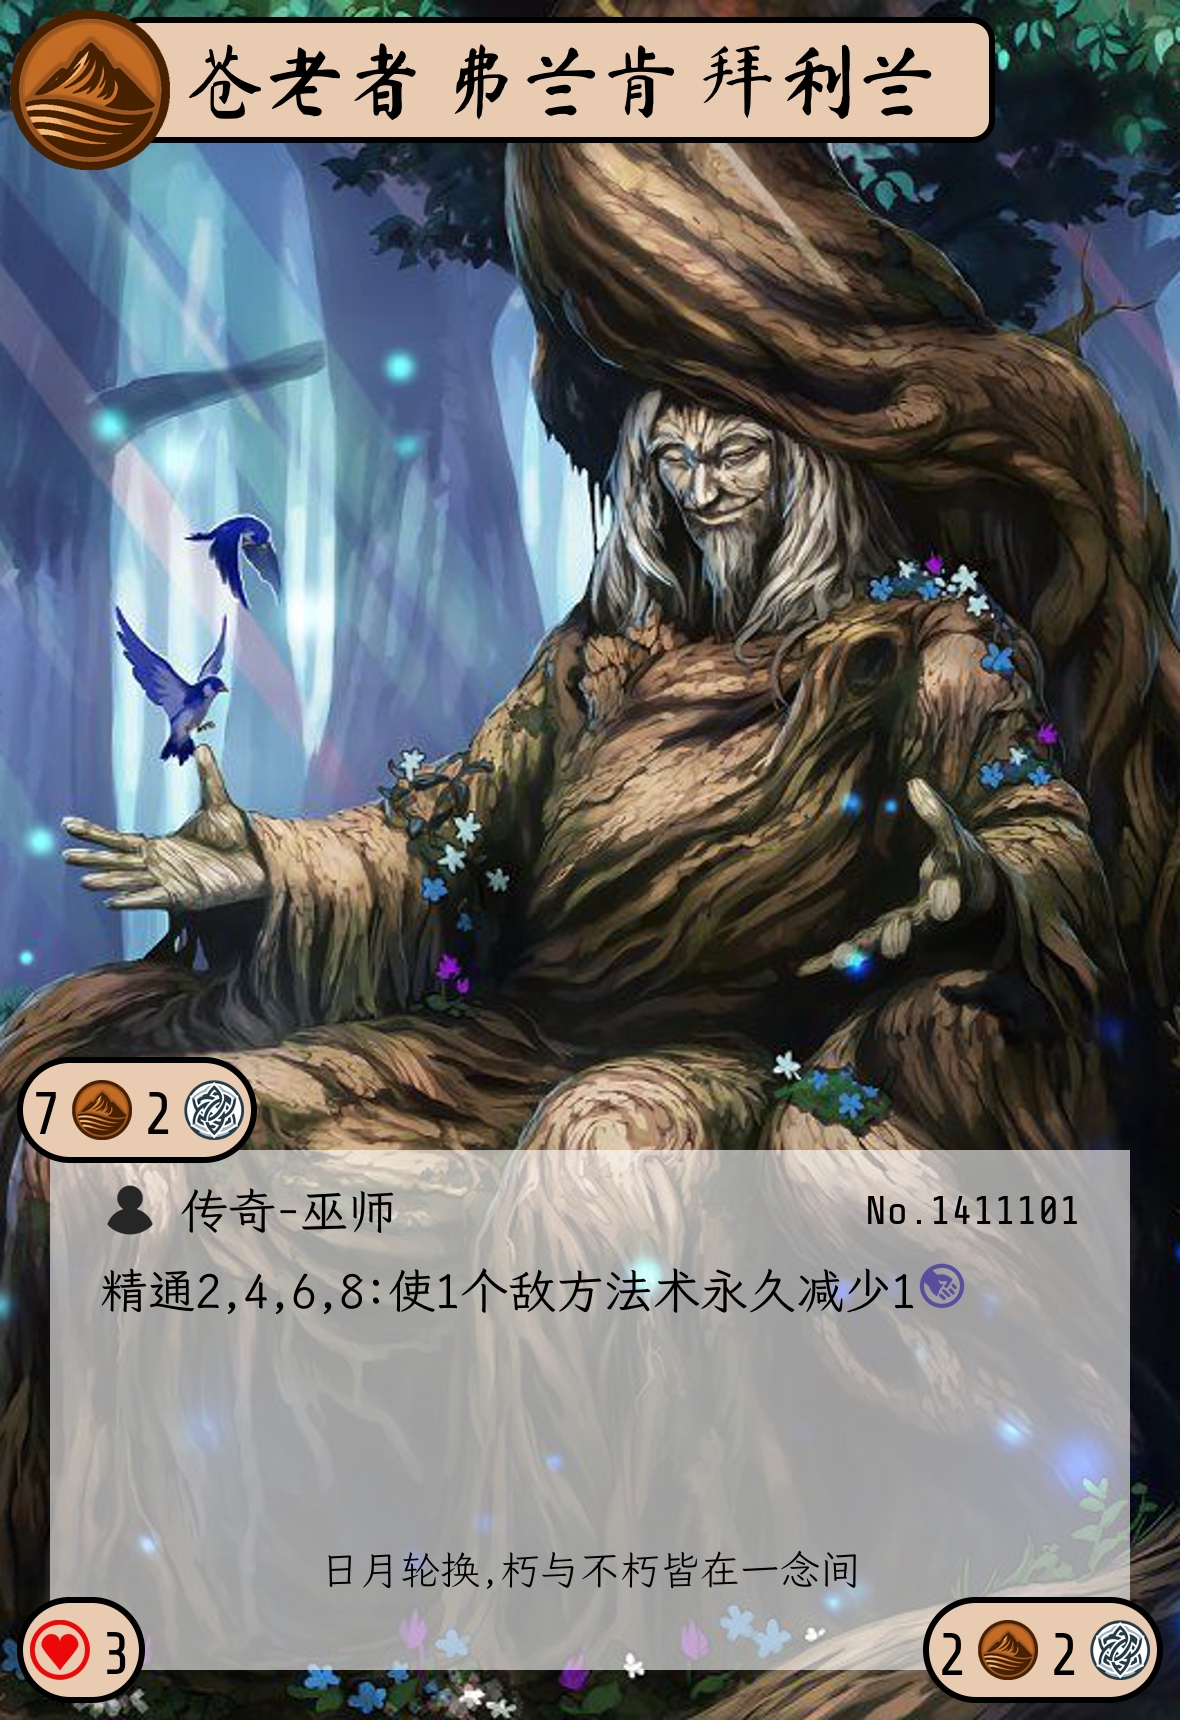 苍老者 弗兰肯 拜利兰
7 2
传奇-巫师 No.1411101
精通2,4,6,8:使1个敌方法术永久减少1
日月轮换,朽与不朽皆在一念间
3 2 2